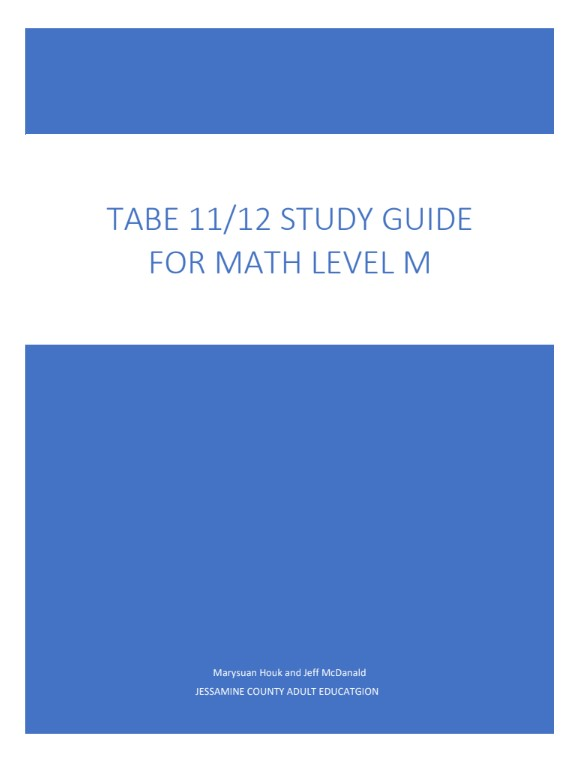 TABE 11/12 STUDY GUIDE
FOR MATH LEVEL M
Marysuan Houk and Jeff McDanald
JESSAMINE COUNTY ADULT EDUCATGION